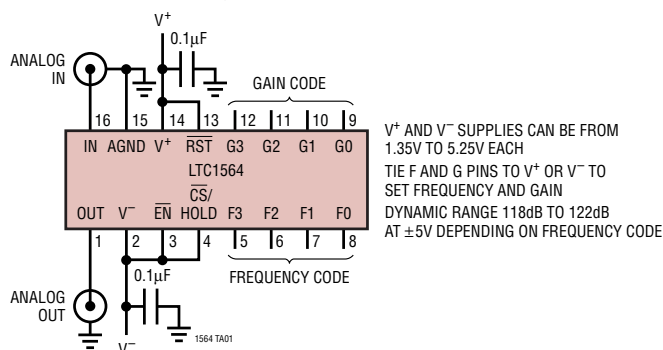 V+
0.1μF
ANALOG
IN
GAIN CODE
16 15 14 13 12 11 10 9
IN AGND V+ RST G3 G2 G1 G0
LTC1564
CS/
OUT V− EN HOLD F3 F2 F1 F0
1 2 3 4 5 6 7 8
0.1μF
FREQUENCY CODE
ANALOG
OUT
1564 TA01
V−
V+ AND V− SUPPLIES CAN BE FROM
1.35V TO 5.25V EACH
TIE F AND G PINS TO V+ OR V− TO
SET FREQUENCY AND GAIN
DYNAMIC RANGE 118dB TO 122dB
AT ±5V DEPENDING ON FREQUENCY CODE